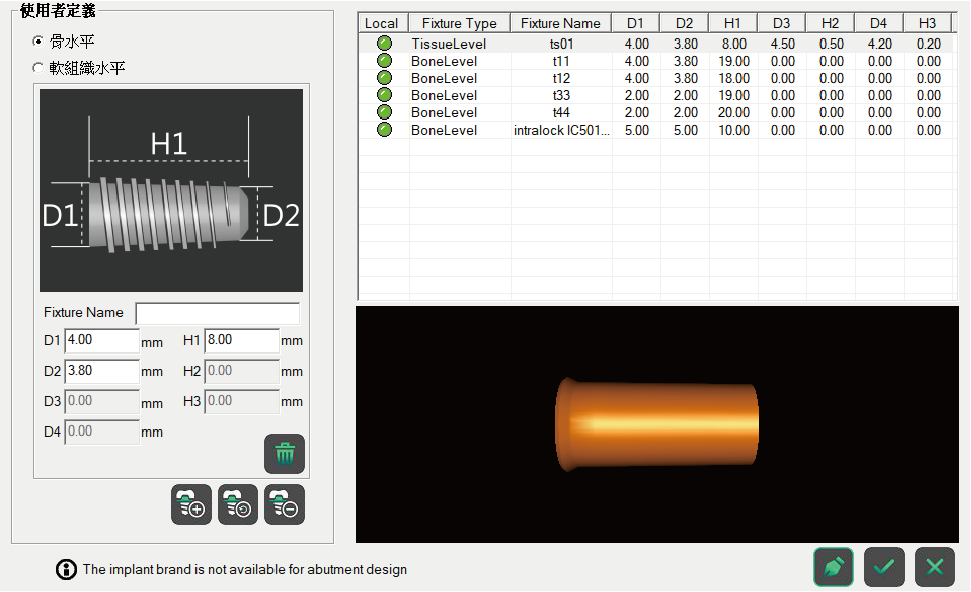 使用者定義
骨水平
軟組織水平
H1
D1
D2
Fixture Name
D1 4.00 mm H1 8.00 mm
D2 3.80 mm H2 0.00 mm
D3 0.00 mm H3 0.00 mm
D4 0.00 mm
Local Fixture Type Fixture Name D1 D2 H1 D3 H2 D4 H3
TissueLevel ts01 4.00 3.80 8.00 4.50 0.50 4.20 0.20
BoneLevel t11 4.00 3.80 19.00 0.00 0.00 0.00 0.00
BoneLevel t12 4.00 3.80 18.00 0.00 0.00 0.00 0.00
BoneLevel t33 2.00 2.00 19.00 0.00 0.00 0.00 0.00
BoneLevel t44 2.00 2.00 20.00 0.00 0.00 0.00 0.00
BoneLevel intralock IC501... 5.00 5.00 10.00 0.00 0.00 0.00 0.00
The implant brand is not available for abutment design